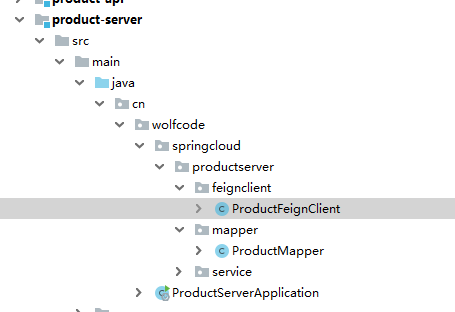 product-api
product-server
src
main
java
cn
wolfcode
springcloud
productserver
feignclient
ProductFeignClient
mapper
ProductMapper
service
ProductServerApplication